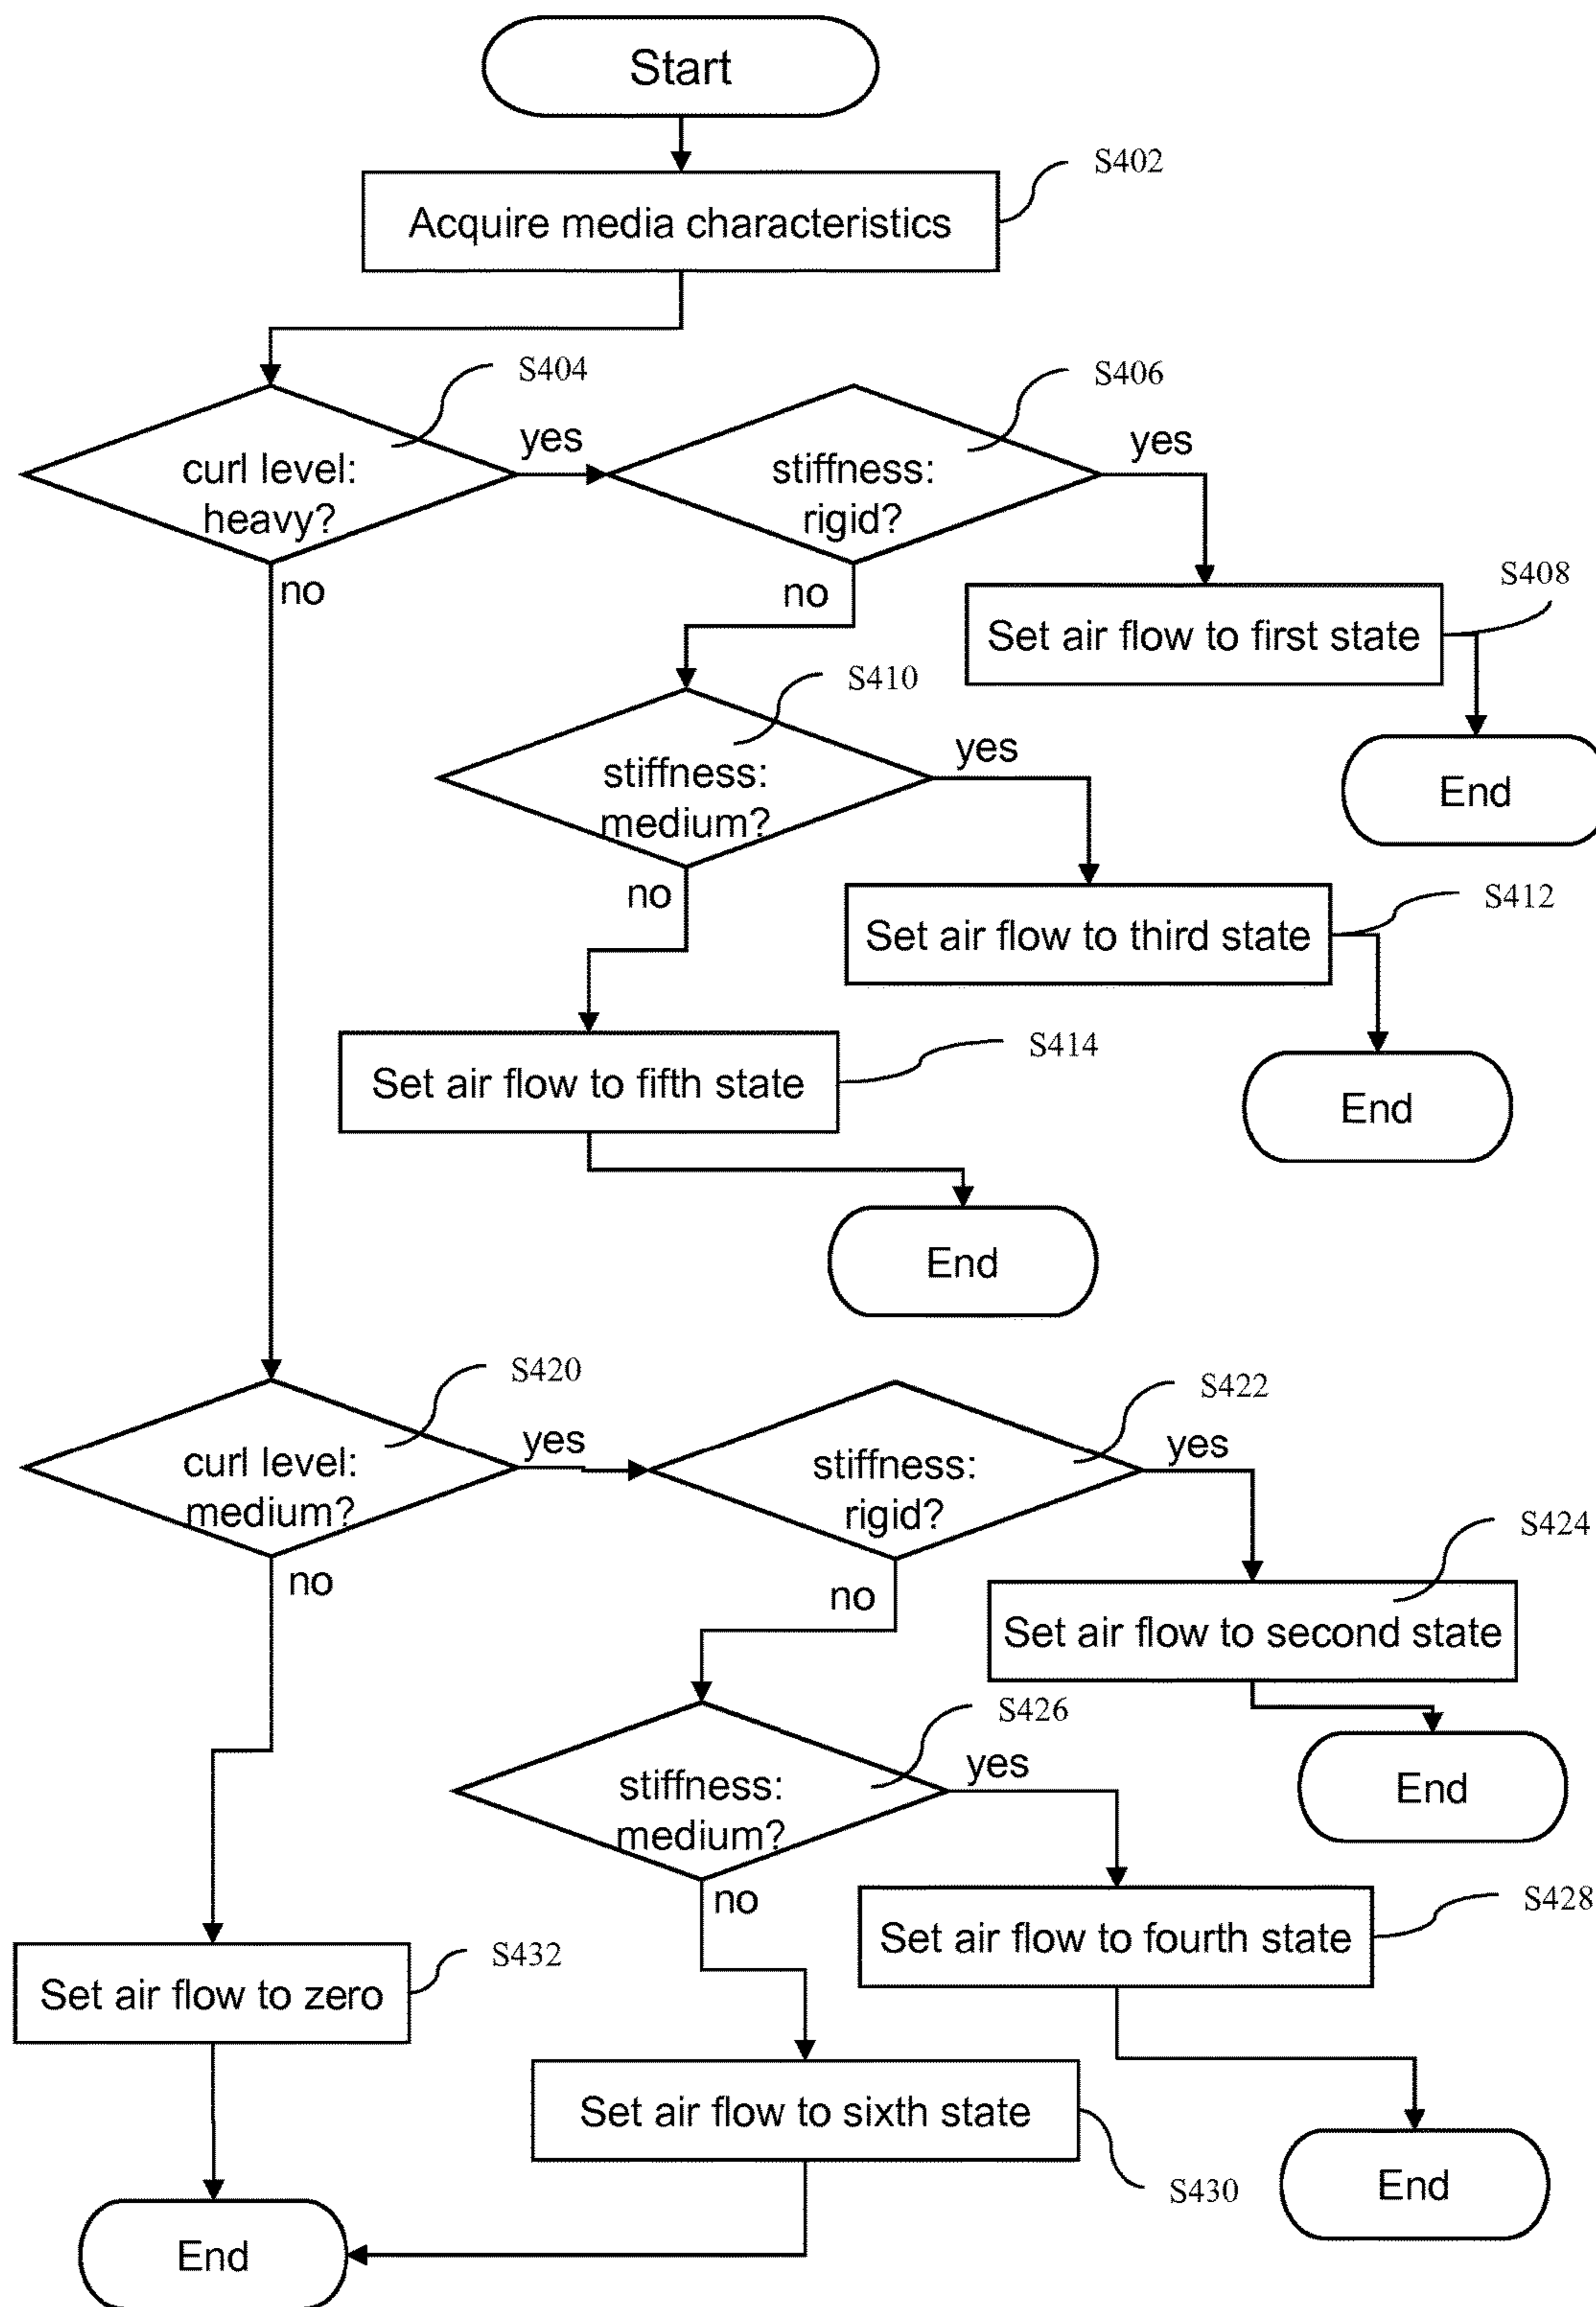 Start
S402
Acquire media characteristics
S404
S406
curl level:
heavy?
yes
stiffness:
rigid?
yes
no
no
S408
Set air flow to first state
S410
stiffness:
medium?
yes
End
no
S412
Set air flow to third state
S414
Set air flow to fifth state
End
End
S420
S422
curl level:
medium?
yes
stiffness:
rigid?
yes
no
no
S424
Set air flow to second state
S426
stiffness:
medium?
yes
End
no
S428
Set air flow to fourth state
S432
Set air flow to zero
Set air flow to sixth state
S430
End
End